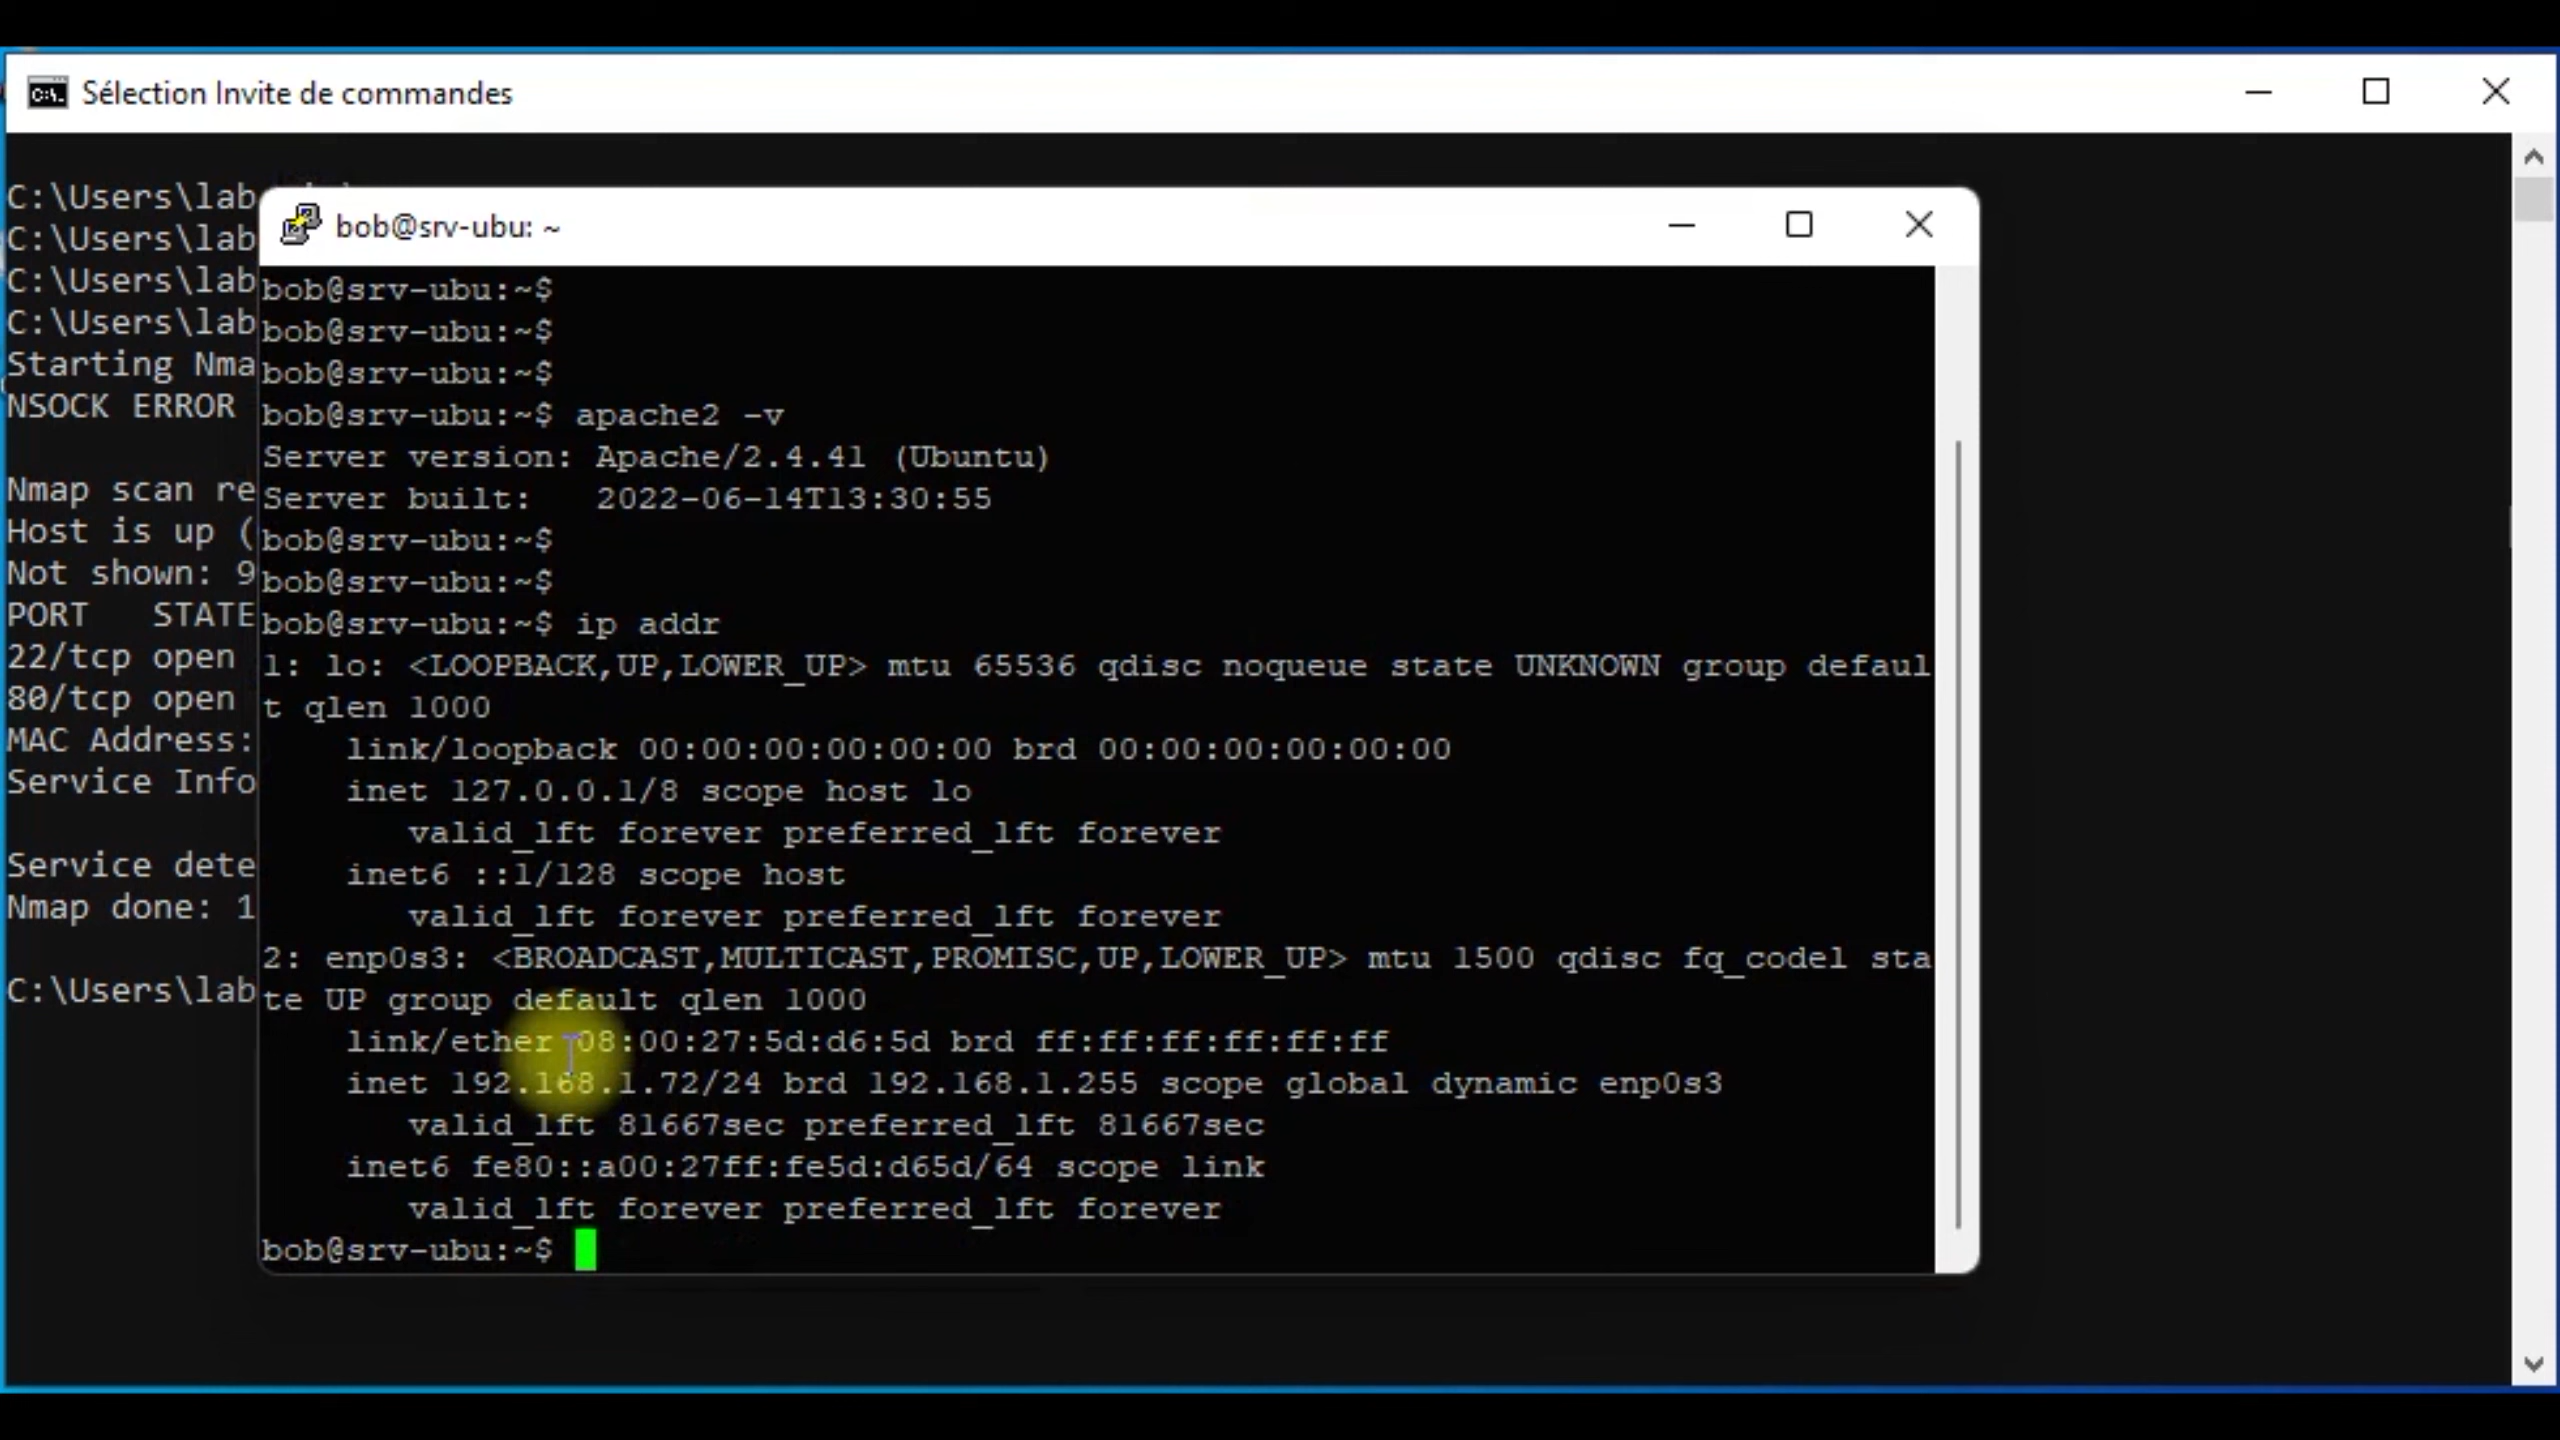 Sélection Invite de commandes
C:\Users\lab
C:\Users\lab
C:\Users\lab
C:\Users\lab
Starting Nma
NSOCK ERROR
Nmap scan re
Host is up (
Not shown: 9
PORT STATE
22/tcp open
80/tcp open
MAC Address:
Service Info
Service dete
Nmap done: 1
C:\Users\lab
bob@srv-ubu: ~
bob@srv-ubu:~$
bob@srv-ubu:~$
bob@srv-ubu:~$
bob@srv-ubu:~$ apache2 -v
Server version: Apache/2.4.41 (Ubuntu)
Server built:   2022-06-14T13:30:55
bob@srv-ubu:~$
bob@srv-ubu:~$
bob@srv-ubu:~$ ip addr
1: lo: <LOOPBACK,UP,LOWER_UP> mtu 65536 qdisc noqueue state UNKNOWN group defaul
t qlen 1000
    link/loopback 00:00:00:00:00:00 brd 00:00:00:00:00:00
    inet 127.0.0.1/8 scope host lo
       valid_lft forever preferred_lft forever
    inet6 ::1/128 scope host
       valid_lft forever preferred_lft forever
2: enp0s3: <BROADCAST,MULTICAST,PROMISC,UP,LOWER_UP> mtu 1500 qdisc fq_codel sta
te UP group default qlen 1000
    link/ether 08:00:27:5d:d6:5d brd ff:ff:ff:ff:ff:ff
    inet 192.168.1.72/24 brd 192.168.1.255 scope global dynamic enp0s3
       valid_lft 81667sec preferred_lft 81667sec
    inet6 fe80::a00:27ff:fe5d:d65d/64 scope link
       valid_lft forever preferred_lft forever
bob@srv-ubu:~$